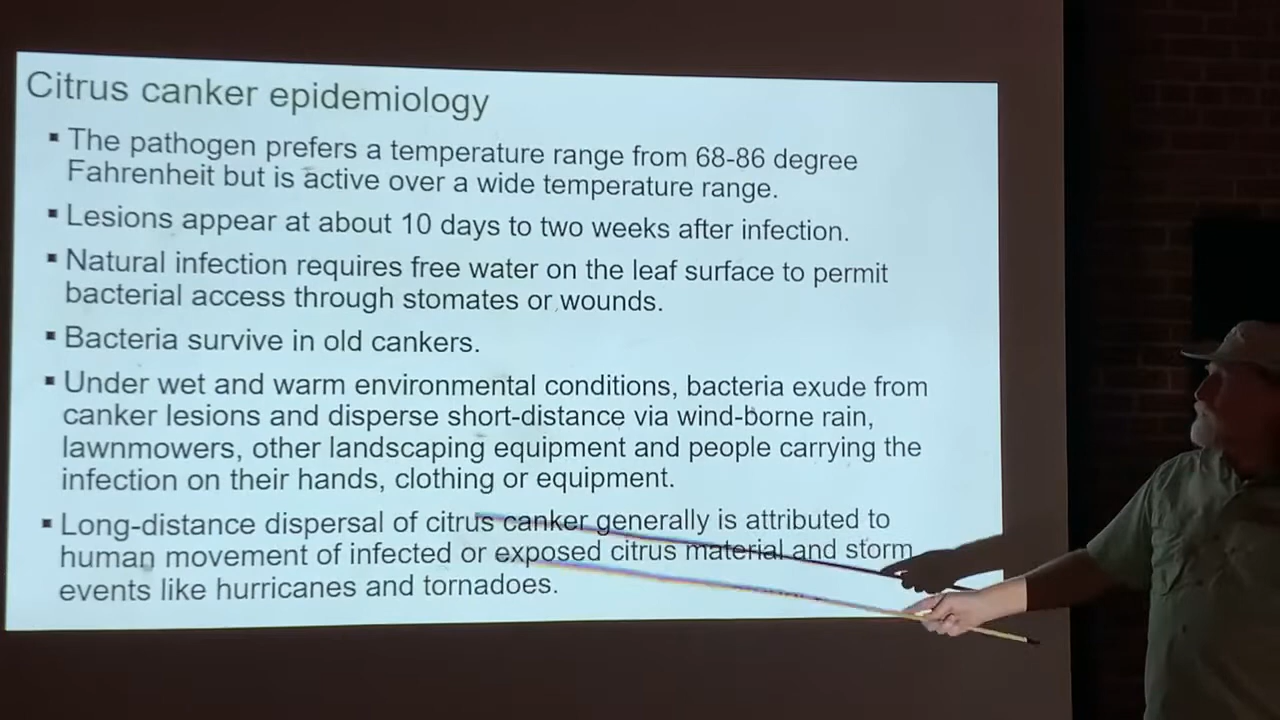 Citrus canker epidemiology
▪ The pathogen prefers a temperature range from 68-86 degree
Fahrenheit but is active over a wide temperature range.
▪ Lesions appear at about 10 days to two weeks after infection.
▪ Natural infection requires free water on the leaf surface to permit
bacterial access through stomates or wounds.
▪ Bacteria survive in old cankers.
▪ Under wet and warm environmental conditions, bacteria exude from
canker lesions and disperse short-distance via wind-borne rain,
lawnmowers, other landscaping equipment and people carrying the
infection on their hands, clothing or equipment.
▪ Long-distance dispersal of citrus canker generally is attributed to
human movement of infected or exposed citrus material and storm
events like hurricanes and tornadoes.